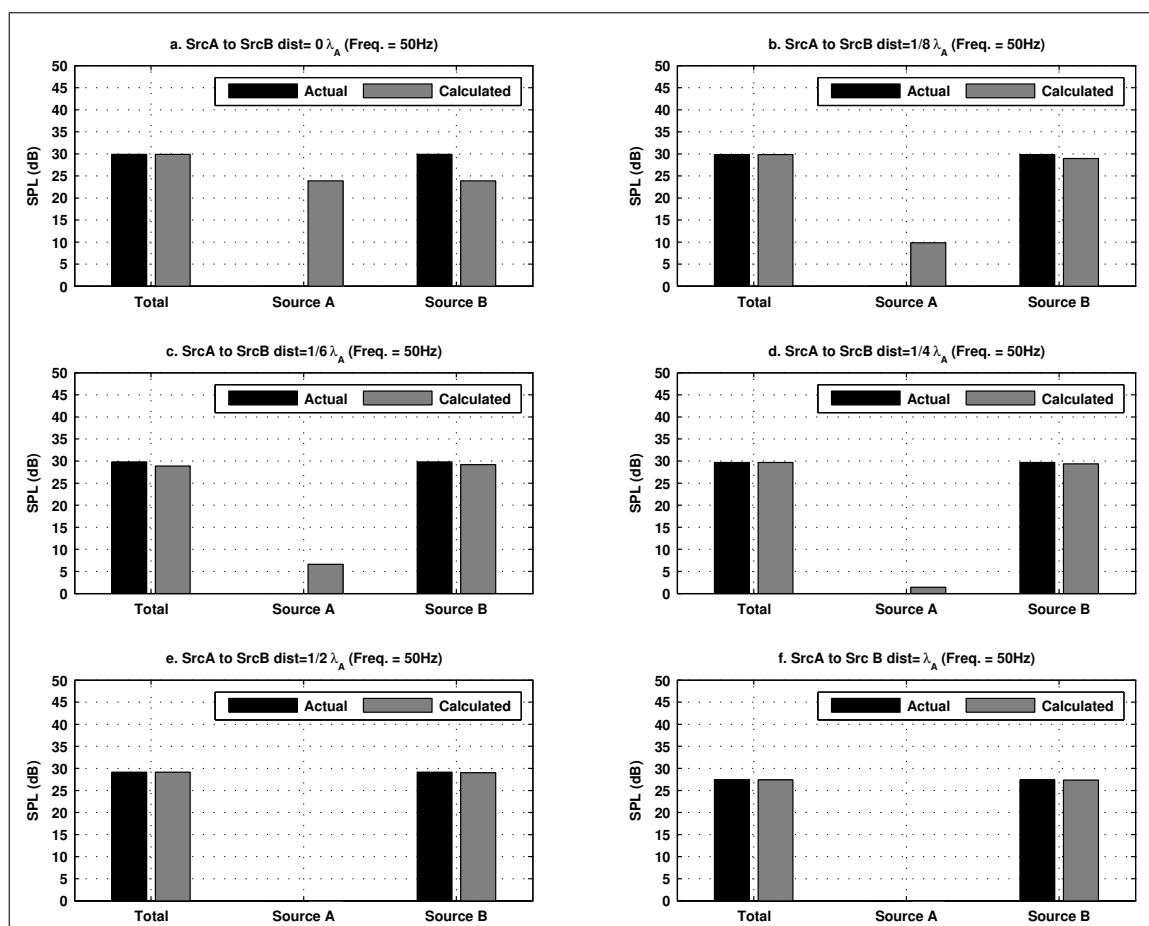 a. SrcA to SrcB dist= 0 λA (Freq. = 50Hz)
SPL (dB)
50
45
40
35
30
25
20
15
10
5
0
Actual
Calculated
Total
Source A
Source B
b. SrcA to SrcB dist=1/8 λA (Freq. = 50Hz)
SPL (dB)
50
45
40
35
30
25
20
15
10
5
0
Actual
Calculated
Total
Source A
Source B
c. SrcA to SrcB dist=1/6 λA (Freq. = 50Hz)
SPL (dB)
50
45
40
35
30
25
20
15
10
5
0
Actual
Calculated
Total
Source A
Source B
d. SrcA to SrcB dist=1/4 λA (Freq. = 50Hz)
SPL (dB)
50
45
40
35
30
25
20
15
10
5
0
Actual
Calculated
Total
Source A
Source B
e. SrcA to SrcB dist=1/2 λA (Freq. = 50Hz)
SPL (dB)
50
45
40
35
30
25
20
15
10
5
0
Actual
Calculated
Total
Source A
Source B
f. SrcA to Src B dist= λA (Freq. = 50Hz)
SPL (dB)
50
45
40
35
30
25
20
15
10
5
0
Actual
Calculated
Total
Source A
Source B